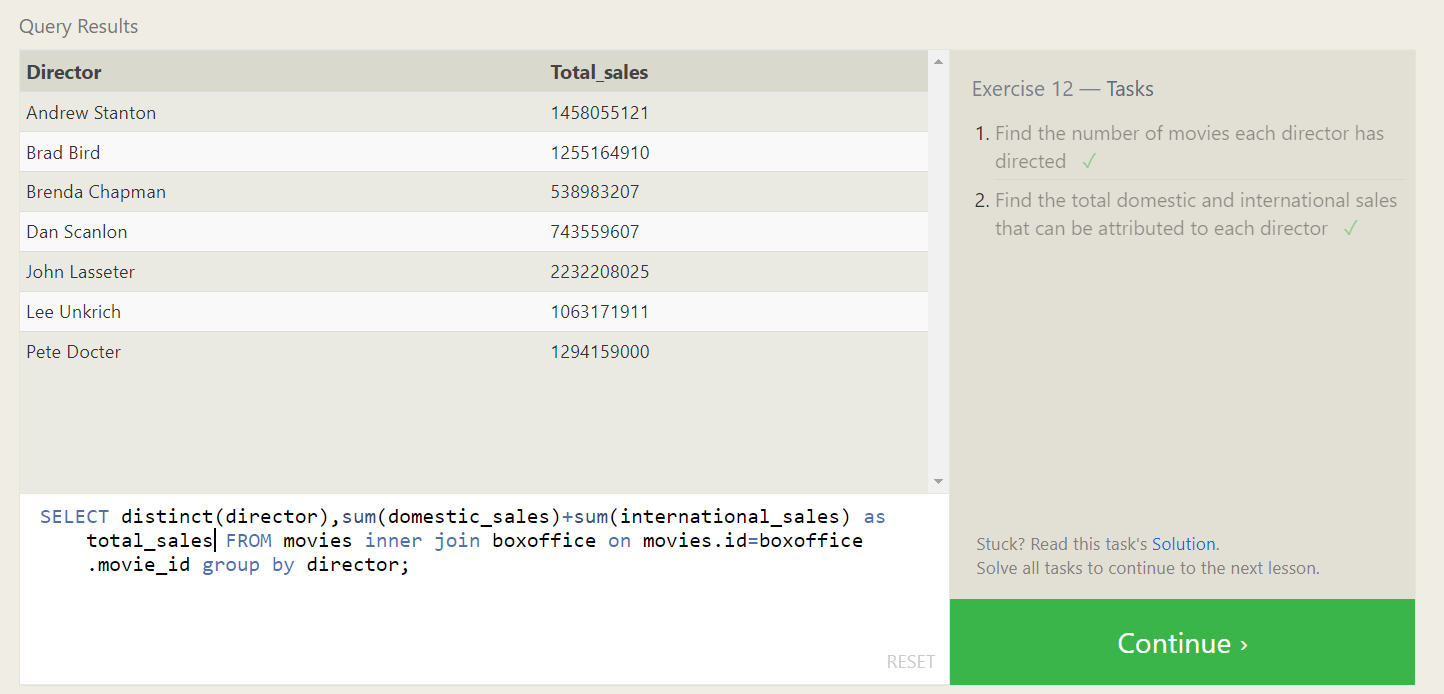 Query Results
Director Total_sales
Andrew Stanton 1458055121
Brad Bird 1255164910
Brenda Chapman 538983207
Dan Scanlon 743559607
John Lasseter 2232208025
Lee Unkrich 1063171911
Pete Docter 1294159000
SELECT distinct(director),sum(domestic_sales)+sum(international_sales) as
total_sales FROM movies inner join boxoffice on movies.id=boxoffice
.movie_id group by director;
RESET
Exercise 12 — Tasks
1. Find the number of movies each director has
directed ✓
2. Find the total domestic and international sales
that can be attributed to each director ✓
Stuck? Read this task's Solution.
Solve all tasks to continue to the next lesson.
Continue ›